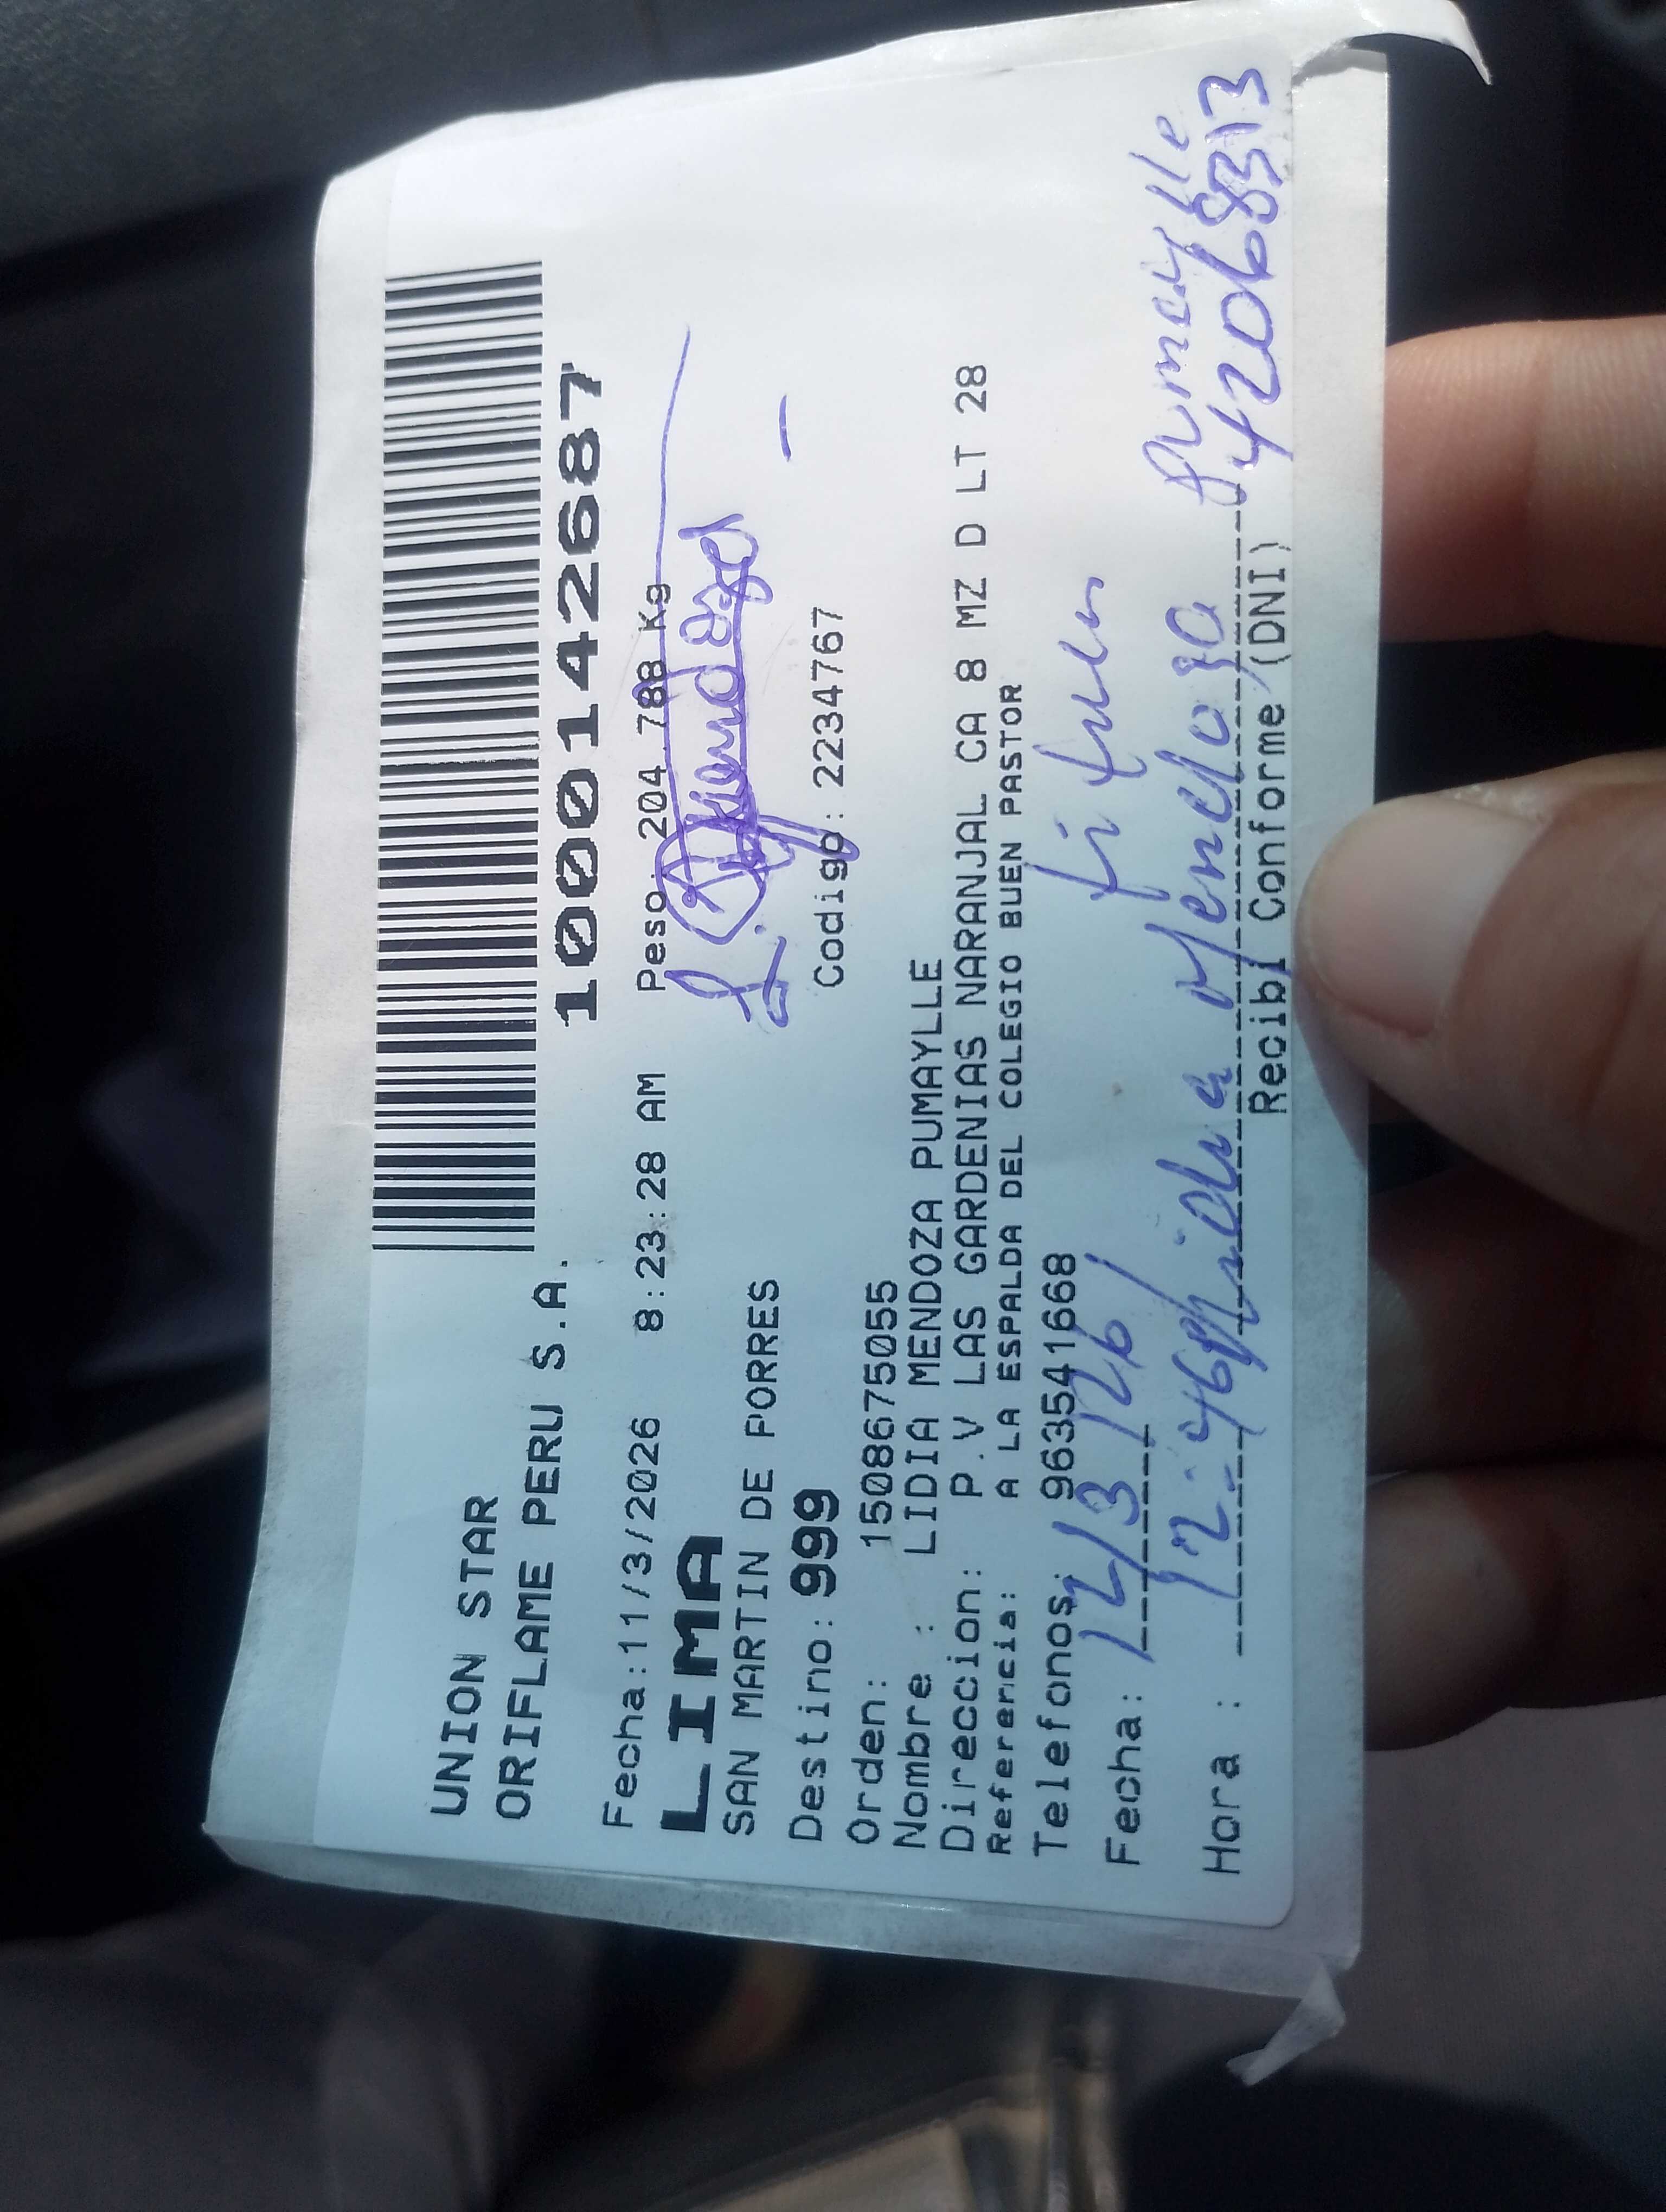 UNION STAR
ORIFLAME PERU S.A.
1000142687
Fecha:11/3/2026 8:23:28 AM Peso: 204.788 Kg
LIMA
SAN MARTIN DE PORRES
Destino: 999 Codigo: 2234767
Orden: 1508675055
Nombre : LIDIA MENDOZA PUMAYLLE
Direccion: P.V LAS GARDENIAS NARANJAL CA 8 MZ D LT 28
Referencia: A LA ESPALDA DEL COLEGIO BUEN PASTOR
Telefonos: 963541668
Fecha: 12/3/26/
Hora : 12:46 Lidia Mendoza Pumaylle
Recibi Conforme (DNI)